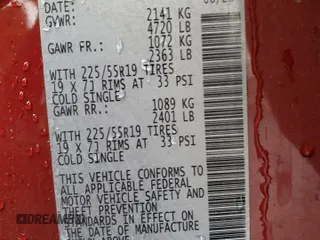 DATE:
GVWR: 2141 KG
4720 LB
GAWR FR.: 1072 KG
2363 LB
WITH 225/55R19 TIRES
19 X 7J RIMS AT 33 PSI
COLD SINGLE
GAWR RR.: 1089 KG
2401 LB
WITH 225/55R19 TIRES
19 X 7J RIMS AT 33 PSI
COLD SINGLE
THIS VEHICLE CONFORMS TO
ALL APPLICABLE FEDERAL
MOTOR VEHICLE SAFETY AND
THEFT PREVENTION
STANDARDS IN EFFECT ON
THE DATE OF MANUFACTURE